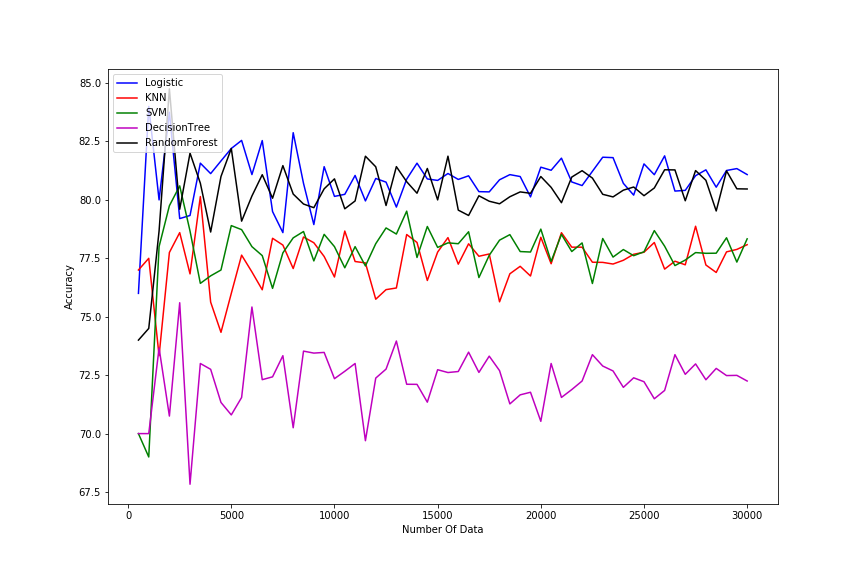 85.0
82.5
80.0
77.5
75.0
72.5
70.0
67.5
Accuracy
Logistic
KNN
SVM
DecisionTree
RandomForest
0 5000 10000 15000 20000 25000 30000
Number Of Data